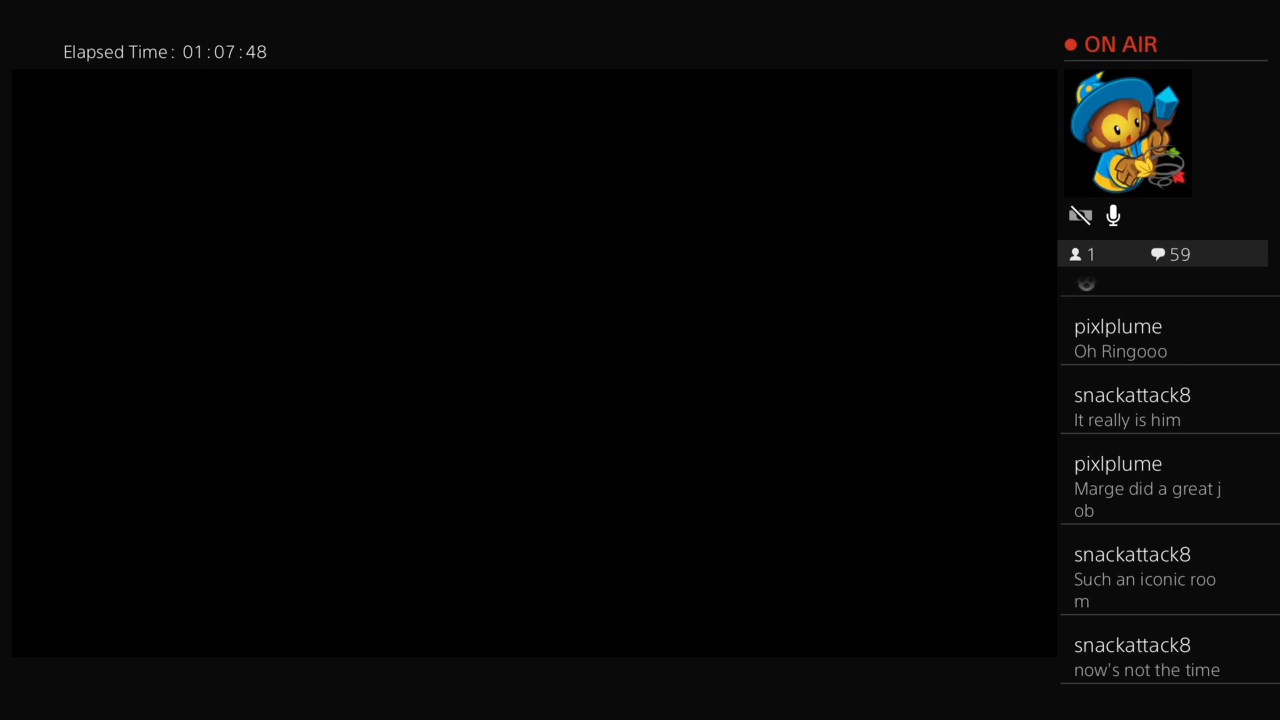 Elapsed Time: 01:07:48
ON AIR
1 59
pixlplume
Oh Ringooo
snackattack8
It really is him
pixlplume
Marge did a great j
ob
snackattack8
Such an iconic roo
m
snackattack8
now's not the time